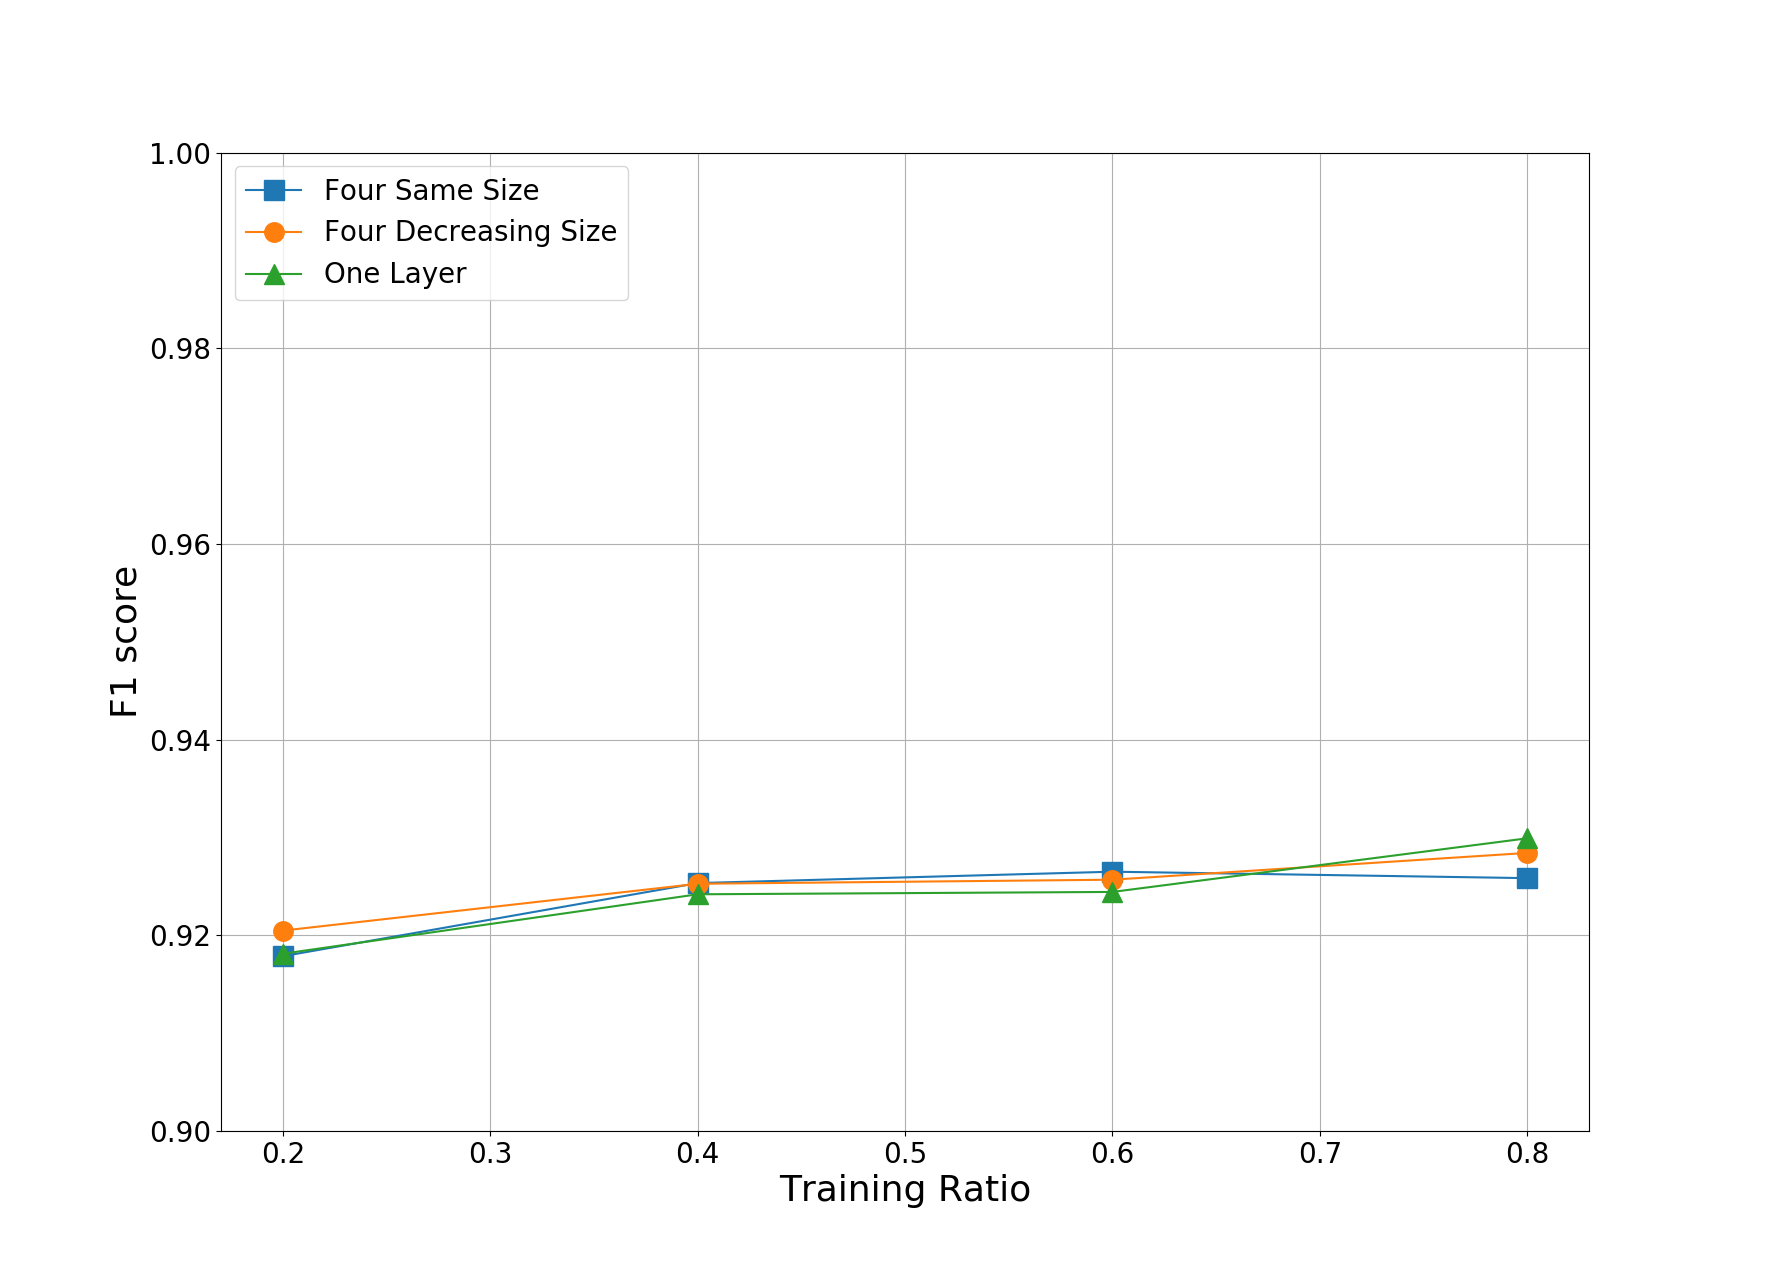 1.00
0.98
0.96
0.94
0.92
0.90
F1 score
Four Same Size
Four Decreasing Size
One Layer
0.2 0.3 0.4 0.5 0.6 0.7 0.8
Training Ratio